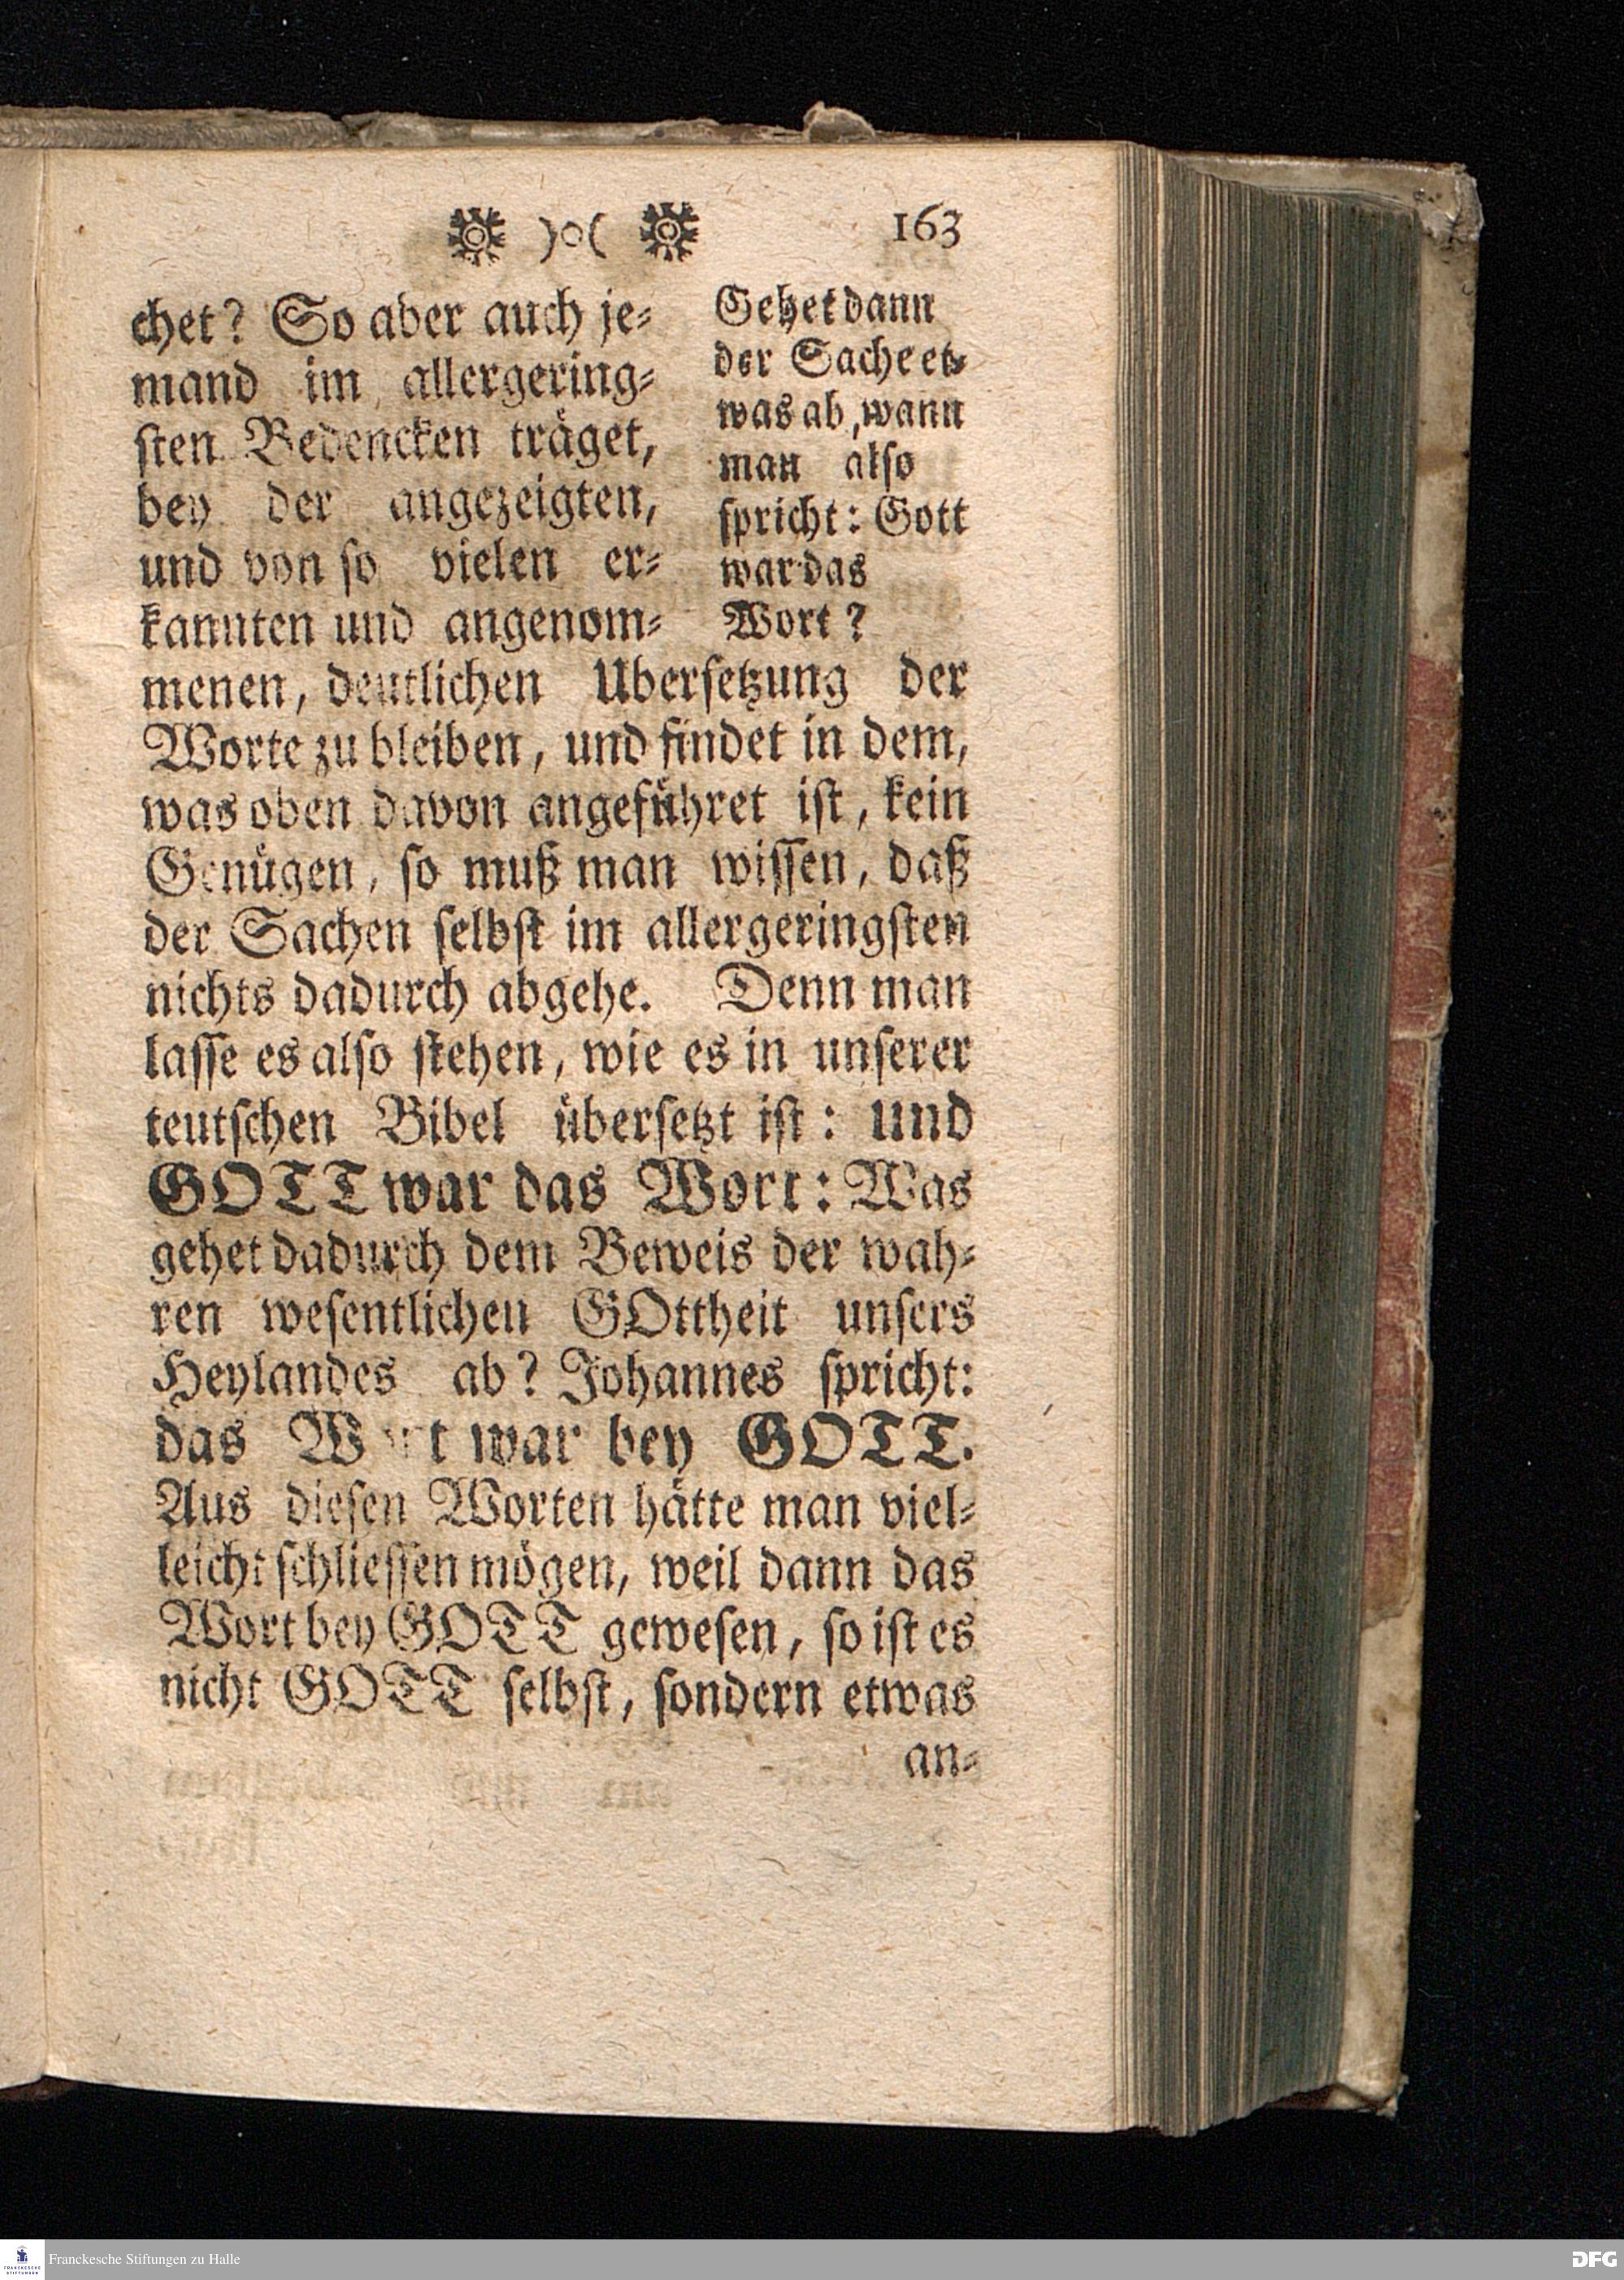 )o( 163
chet? So aber auch je-
mand im allergering-
sten Bedencken träget,
bey der angezeigten,
und von so vielen er-
kannten und angenom-
Gehet dann
der Sache et-
was ab, wann
man also
spricht: Gott
war das
Wort?
menen, deutlichen Ubersetzung der
Worte zu bleiben, und findet in dem,
was oben davon angeführet ist, kein
Genügen, so muß man wissen, daß
der Sachen selbst im allergeringsten
nichts dadurch abgehe. Denn man
lasse es also stehen, wie es in unserer
teutschen Bibel übersetzt ist: und
GOTT war das Wort: Was
gehet dadurch dem Beweis der wah-
ren wesentlichen GOttheit unsers
Heylandes ab? Johannes spricht:
das Wort war bey GOTT.
Aus diesen Worten hätte man viel-
leicht schliessen mögen, weil dann das
Wort bey GOTT gewesen, so ist es
nicht GOTT selbst, sondern etwas
an-
Franckesche Stiftungen zu Halle
DFG